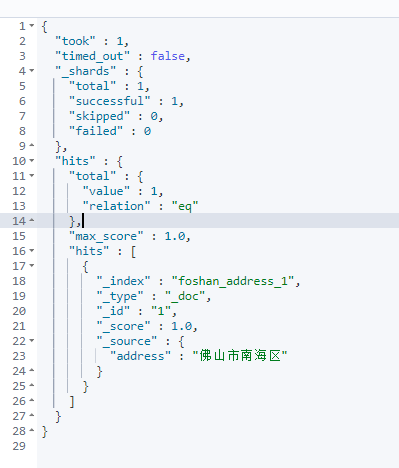 1 {
2 "took" : 1,
3 "timed_out" : false,
4 "_shards" : {
5 "total" : 1,
6 "successful" : 1,
7 "skipped" : 0,
8 "failed" : 0
9 },
10 "hits" : {
11 "total" : {
12 "value" : 1,
13 "relation" : "eq"
14 },
15 "max_score" : 1.0,
16 "hits" : [
17 {
18 "_index" : "foshan_address_1",
19 "_type" : "_doc",
20 "_id" : "1",
21 "_score" : 1.0,
22 "_source" : {
23 "address" : "佛山市南海区"
24 }
25 }
26 ]
27 }
28 }
29